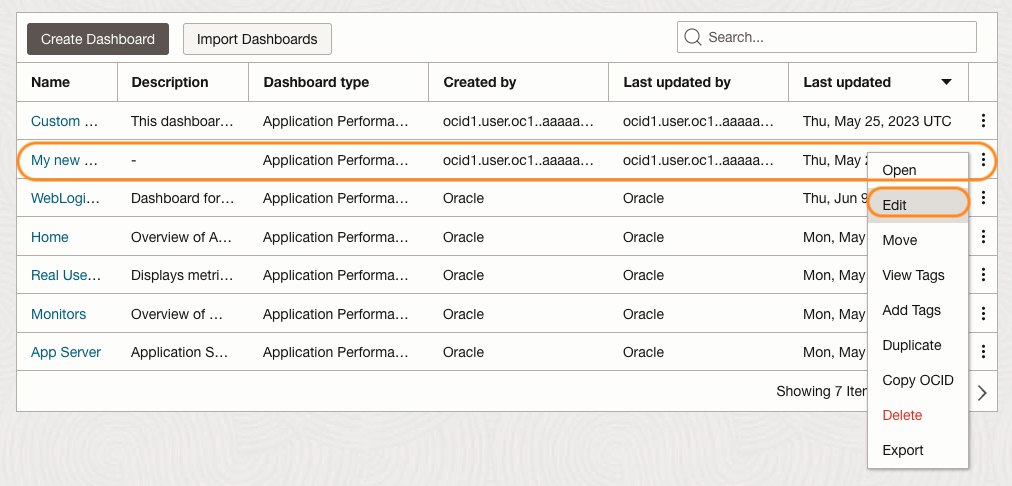 Create Dashboard Import Dashboards Search...
Name Description Dashboard type Created by Last updated by Last updated
Custom ... This dashboar... Application Performa... ocid1.user.oc1..aaaaa... ocid1.user.oc1..aaaaa... Thu, May 25, 2023 UTC
My new ... - Application Performa... ocid1.user.oc1..aaaaa... ocid1.user.oc1..aaaaa... Thu, May 2
WebLogi... Dashboard for... Application Performa... Oracle Oracle Thu, Jun 9
Home Overview of A... Application Performa... Oracle Oracle Mon, May
Real Use... Displays metri... Application Performa... Oracle Oracle Mon, May
Monitors Overview of ... Application Performa... Oracle Oracle Mon, May
App Server Application S... Application Performa... Oracle Oracle Mon, May
Showing 7 Iter
Open
Edit
Move
View Tags
Add Tags
Duplicate
Copy OCID
Delete
Export